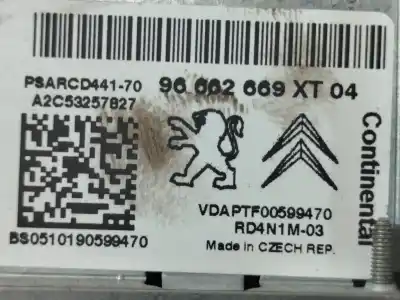 PSARCD441-70
A2C53257827
96 662 669 XT 04
Continental
VDAPTF00599470
RD4N1M-03
Made in CZECH REP.
BS0510190599470